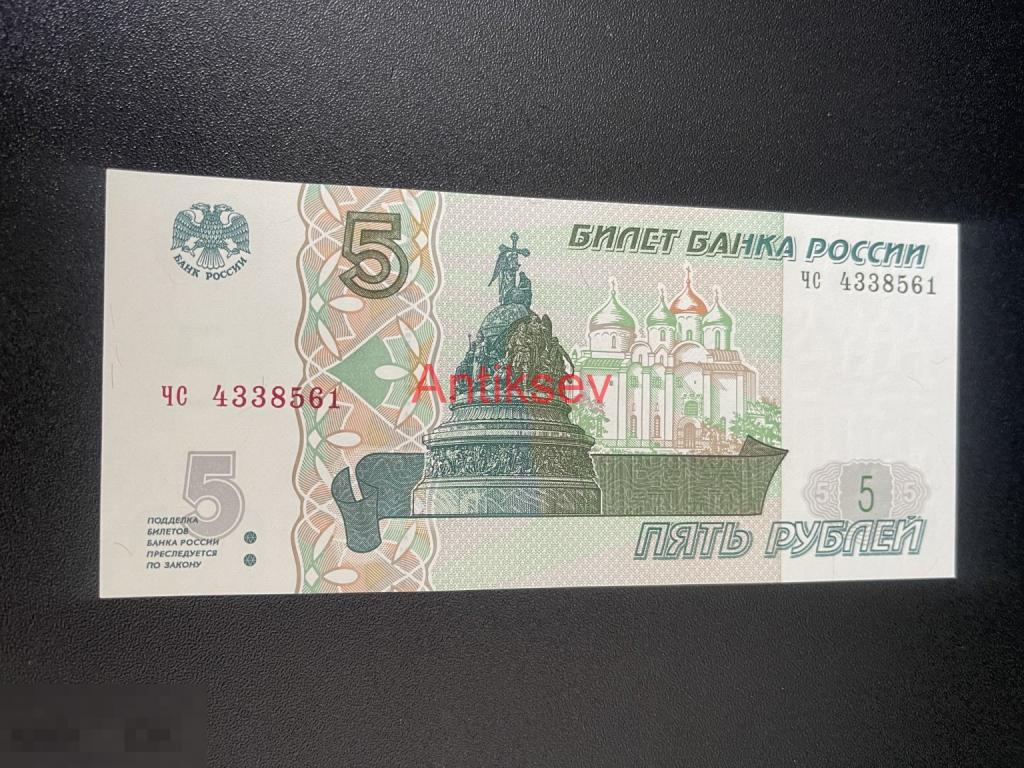 БАНК РОССИИ
5
БИЛЕТ БАНКА РОССИИ
чс 4338561
Antiksev
чс 4338561
5
ПОДДЕЛКА
БИЛЕТОВ
БАНКА РОССИИ
ПРЕСЛЕДУЕТСЯ
ПО ЗАКОНУ
5 5 5
ПЯТЬ РУБЛЕЙ